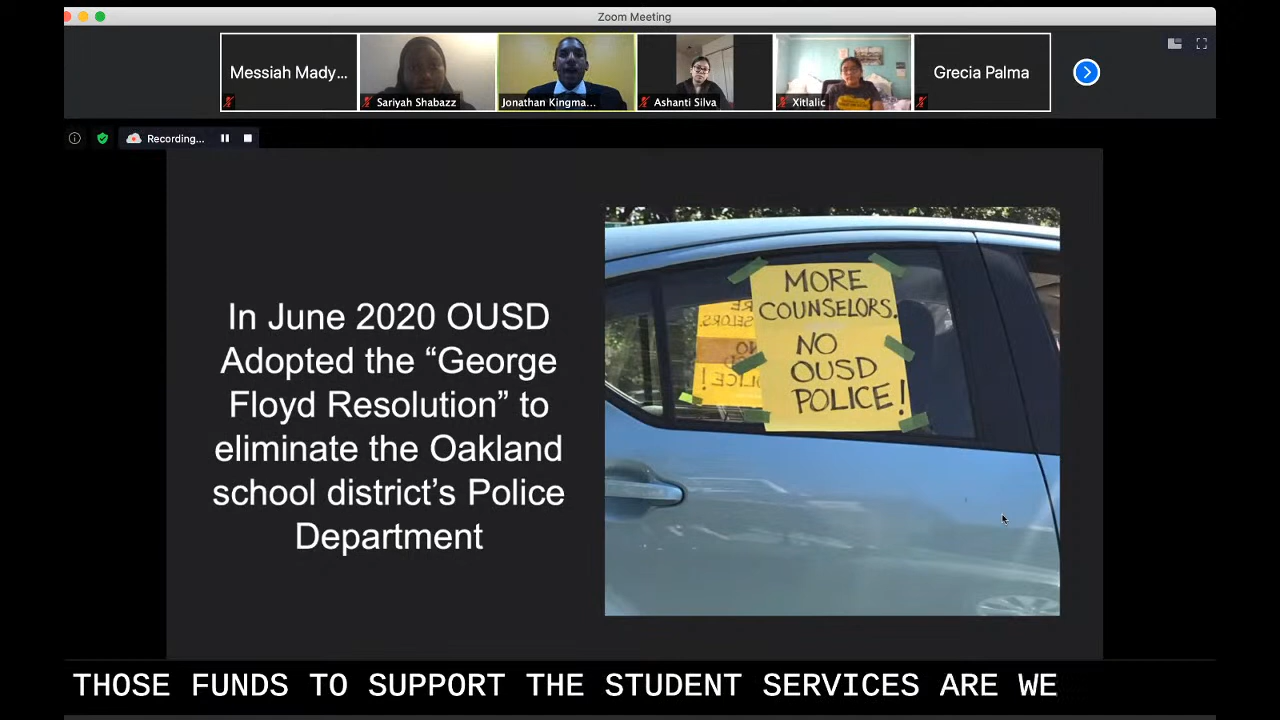 Zoom Meeting
Messiah Mady...
Sariyah Shabazz
Jonathan Kingma...
Ashanti Silva
Xitlalic
Grecia Palma
Recording...
In June 2020 OUSD
Adopted the “George
Floyd Resolution” to
eliminate the Oakland
school district’s Police
Department
MORE
COUNSELORS.
NO
OUSD
POLICE!
THOSE FUNDS TO SUPPORT THE STUDENT SERVICES ARE WE